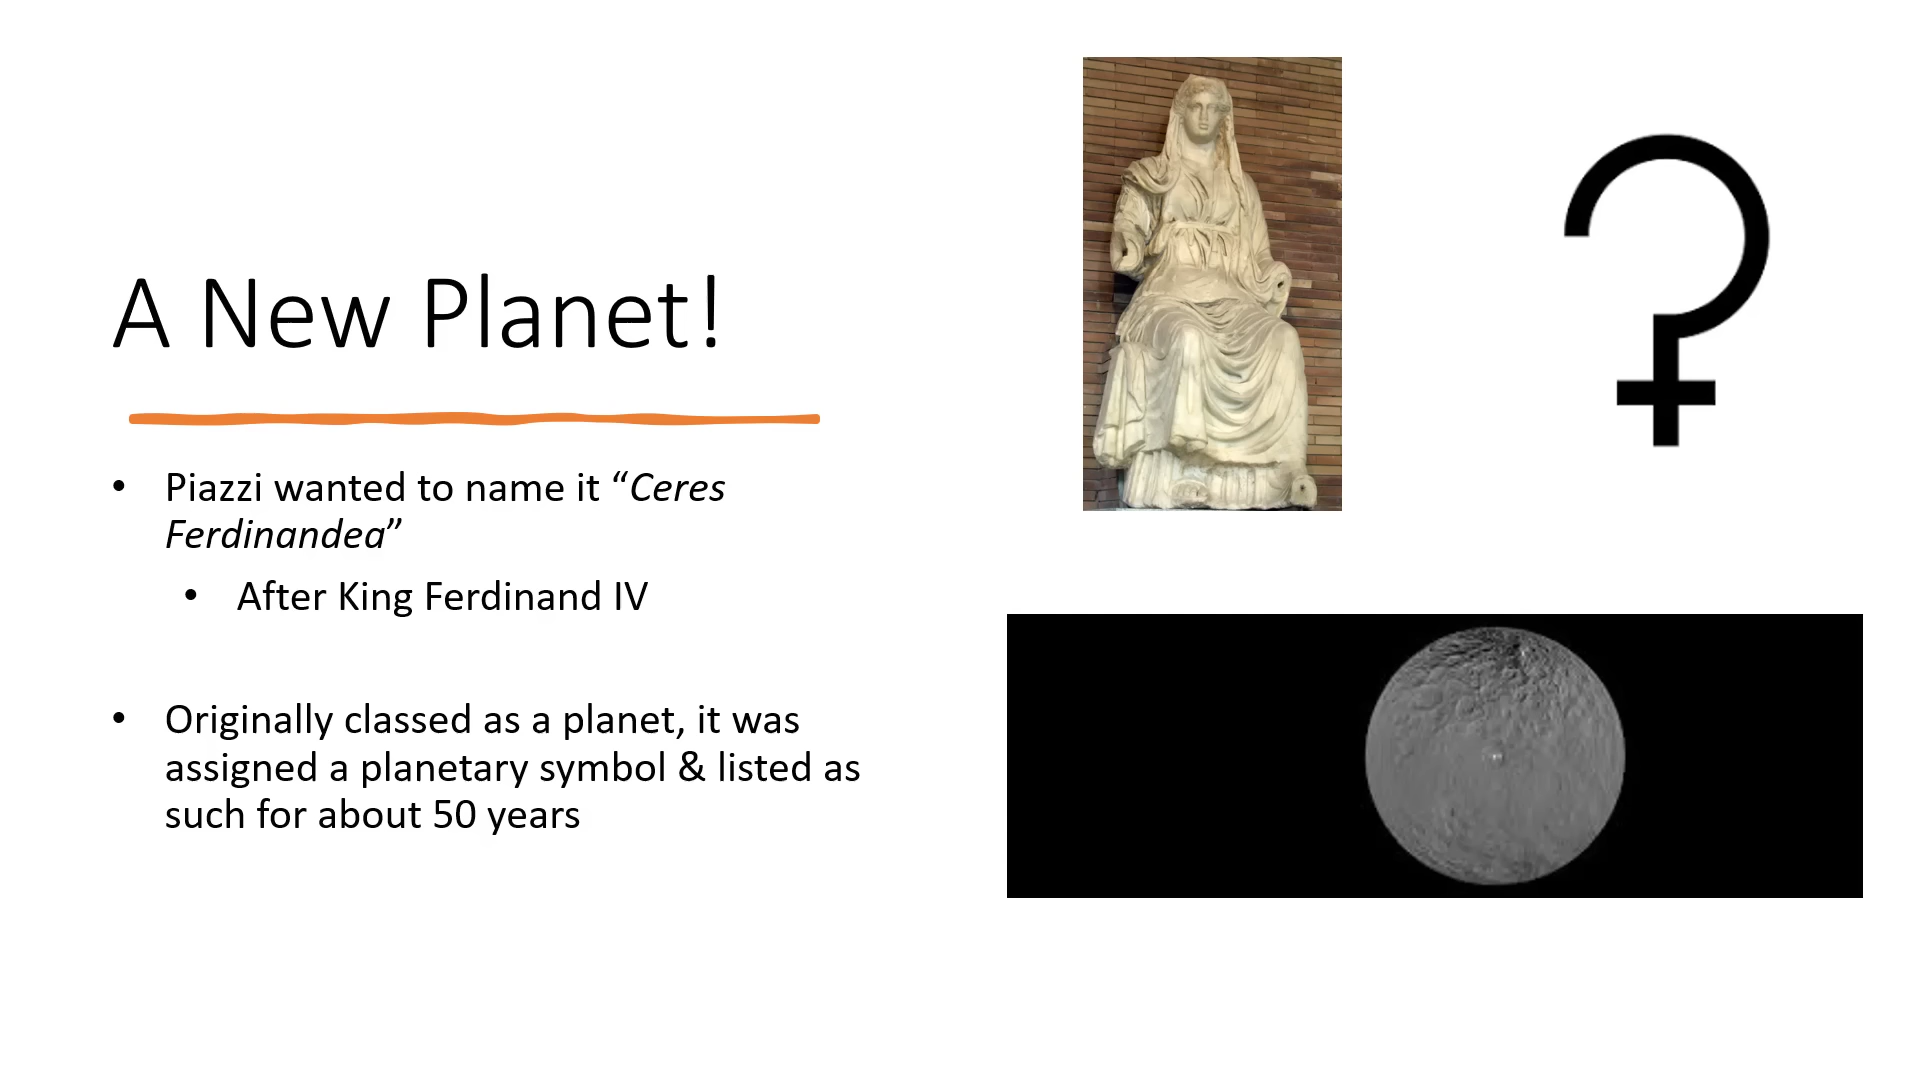 A New Planet!
• Piazzi wanted to name it “Ceres
Ferdinandea”
• After King Ferdinand IV
• Originally classed as a planet, it was
assigned a planetary symbol & listed as
such for about 50 years